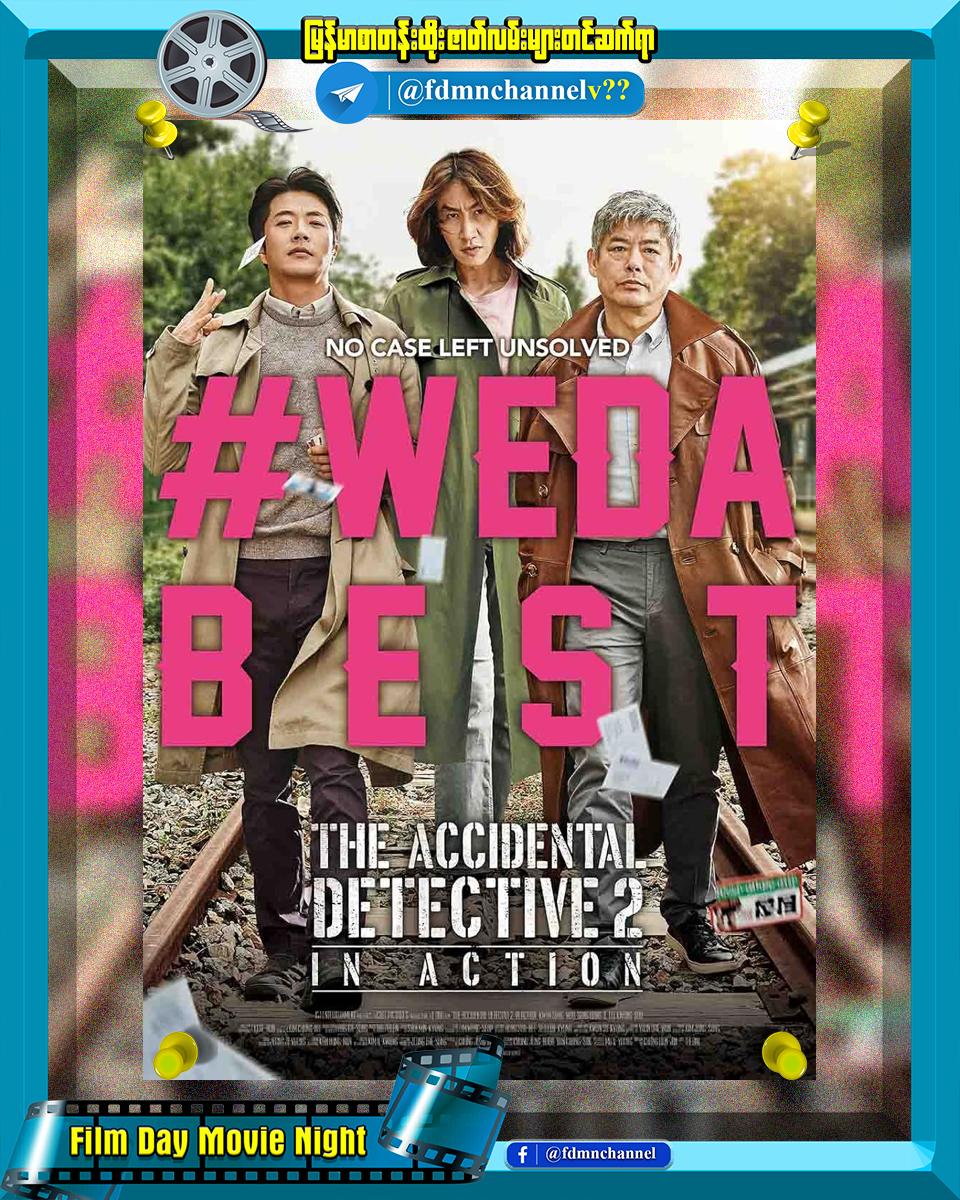 မြန်မာစာတန်းထိုးဇာတ်လမ်းများတင်ဆက်ရာ
@fdmnchannelv??
NO CASE LEFT UNSOLVED
#WEDA
BEST
THE ACCIDENTAL
DETECTIVE 2
IN ACTION
Film Day Movie Night
f @fdmnchannel